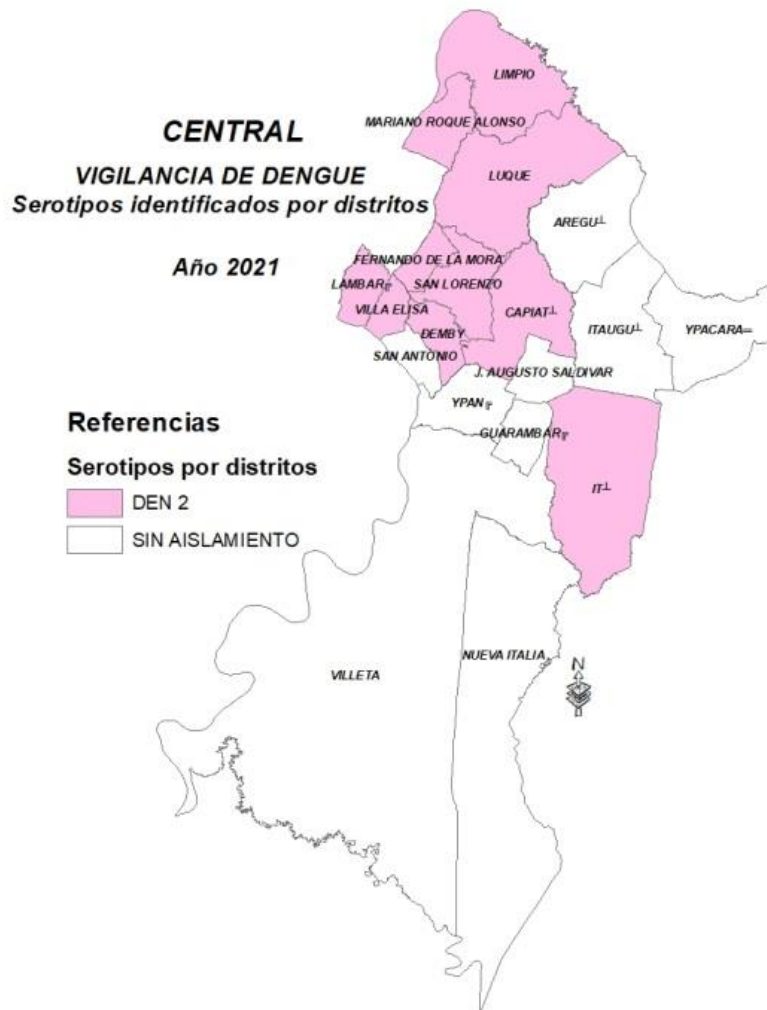 LIMPIO
MARIANO ROQUE ALONSO
CENTRAL
VIGILANCIA DE DENGUE
Serotipos identificados por distritos
LUQUE
AREGU┴
Año 2021
FERNANDO DE LA MORA
LAMBAR╔
SAN LORENZO
VILLA ELISA
CAPIAT┴
DEMBY
ITAUGU┴
YPACARA═
SAN ANTONIO
J. AUGUSTO SALDIVAR
YPAN╔
GUARAMBAR╔
IT┴
Referencias
Serotipos por distritos
DEN 2
SIN AISLAMIENTO
VILLETA
NUEVA ITALIA
N